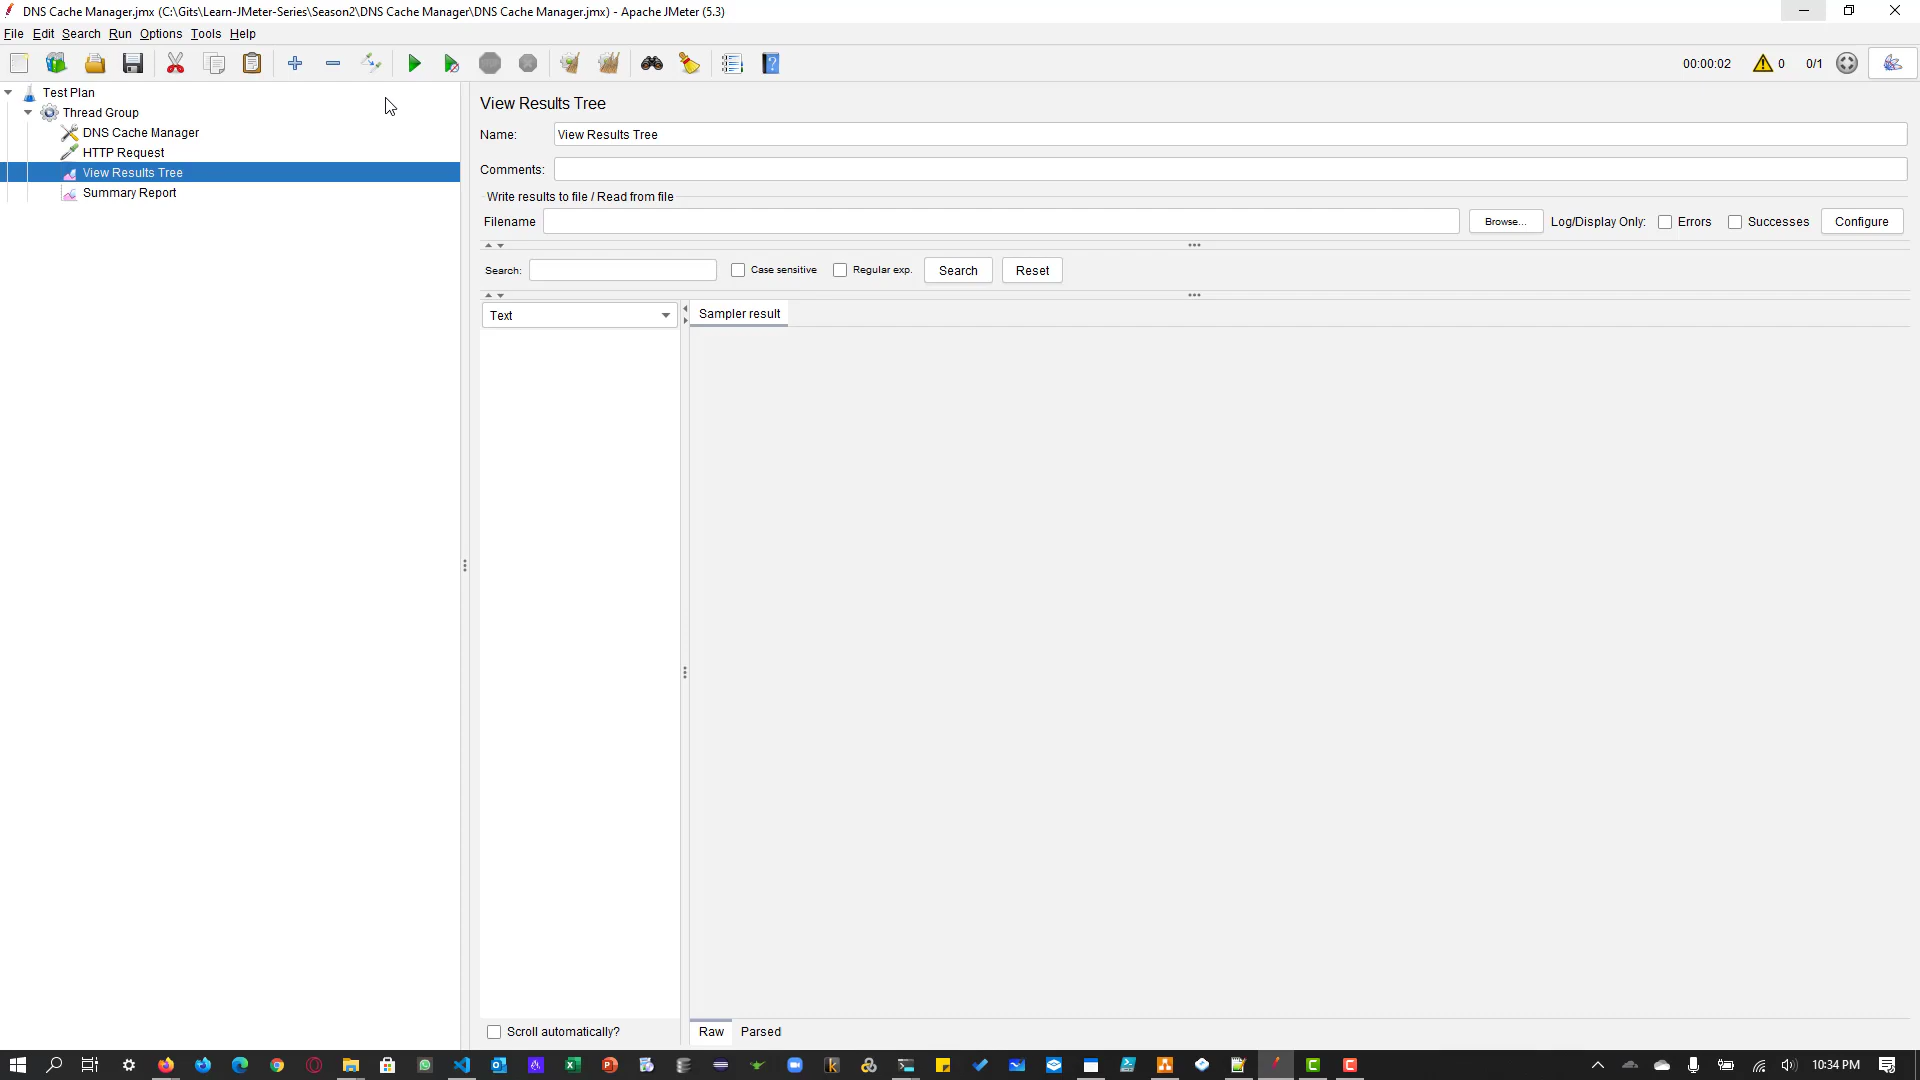 DNS Cache Manager.jmx (C:\Gits\Learn-JMeter-Series\Season2\DNS Cache Manager\DNS Cache Manager.jmx) - Apache JMeter (5.3)
File Edit Search Run Options Tools Help
00:00:02 0 0/1
Test Plan
Thread Group
DNS Cache Manager
HTTP Request
View Results Tree
Summary Report
View Results Tree
Name: View Results Tree
Comments:
Write results to file / Read from file
Filename Browse... Log/Display Only: Errors Successes Configure
Search: Case sensitive Regular exp. Search Reset
Text Sampler result
Scroll automatically? Raw Parsed
10:34 PM